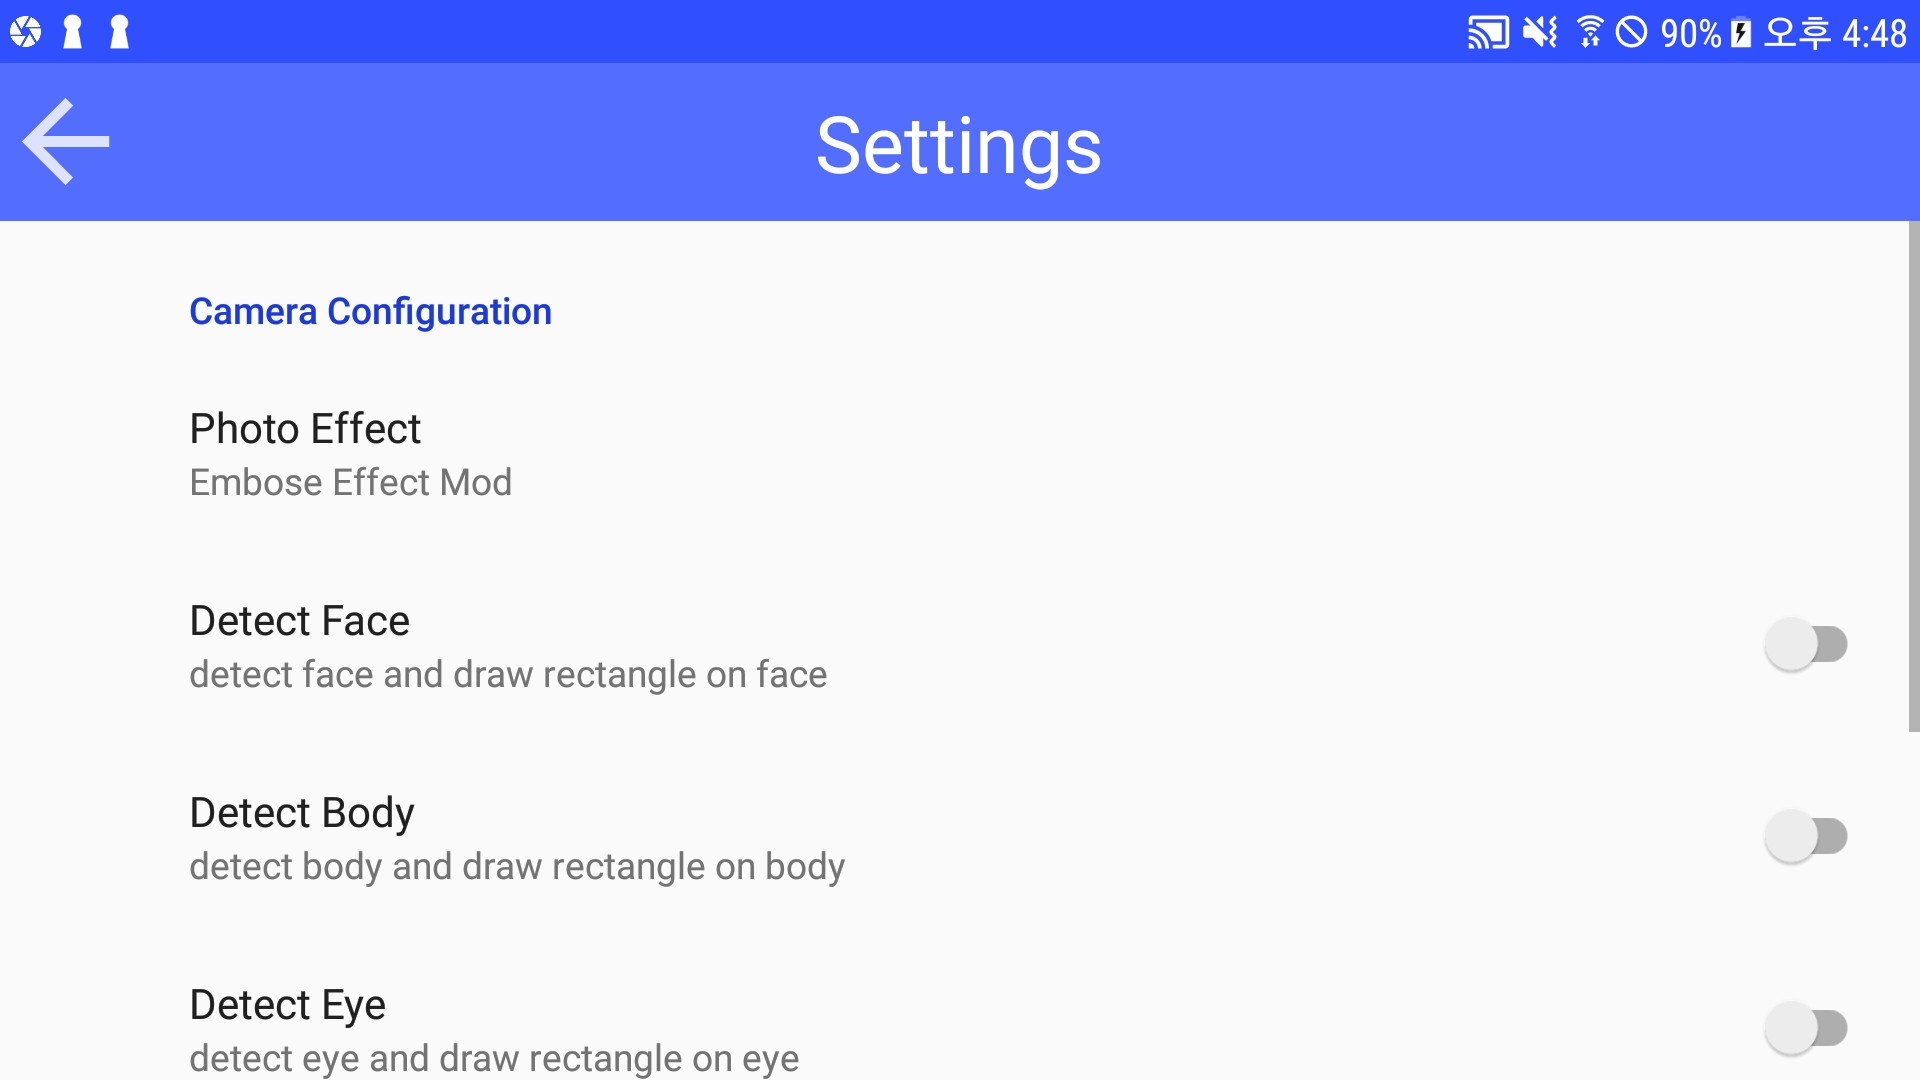 90% 오후 4:48
Settings
Camera Configuration
Photo Effect
Embose Effect Mod
Detect Face
detect face and draw rectangle on face
Detect Body
detect body and draw rectangle on body
Detect Eye
detect eye and draw rectangle on eye